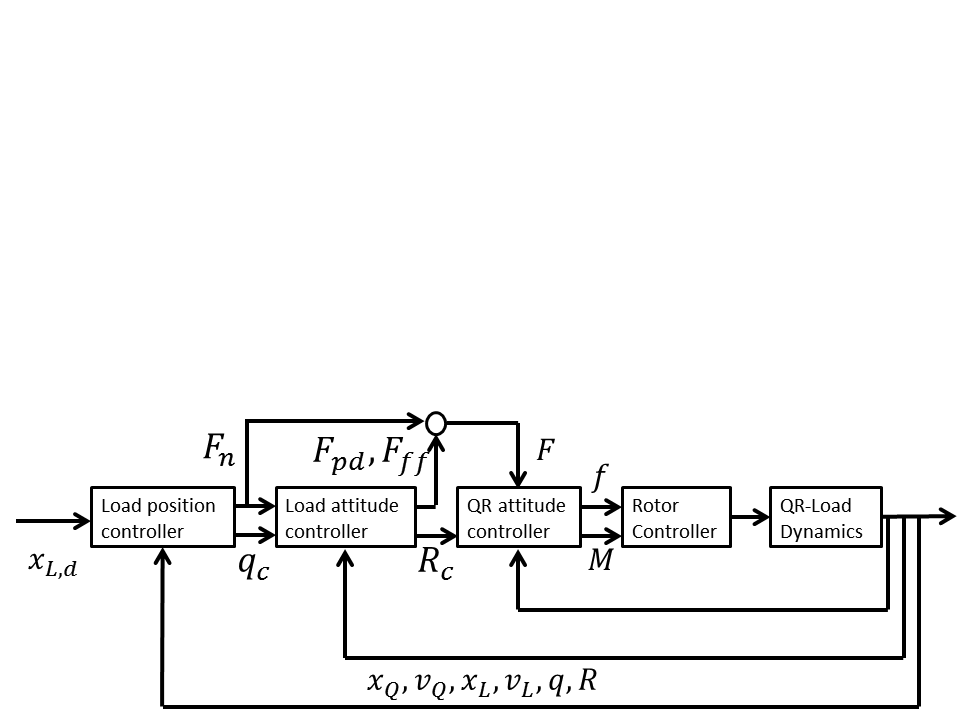 F_n
F_{pd}, F_{ff}
F
f
Load position
controller
Load attitude
controller
QR attitude
controller
Rotor
Controller
QR-Load
Dynamics
x_{L,d}
q_c
R_c
M
x_Q, v_Q, x_L, v_L, q, R